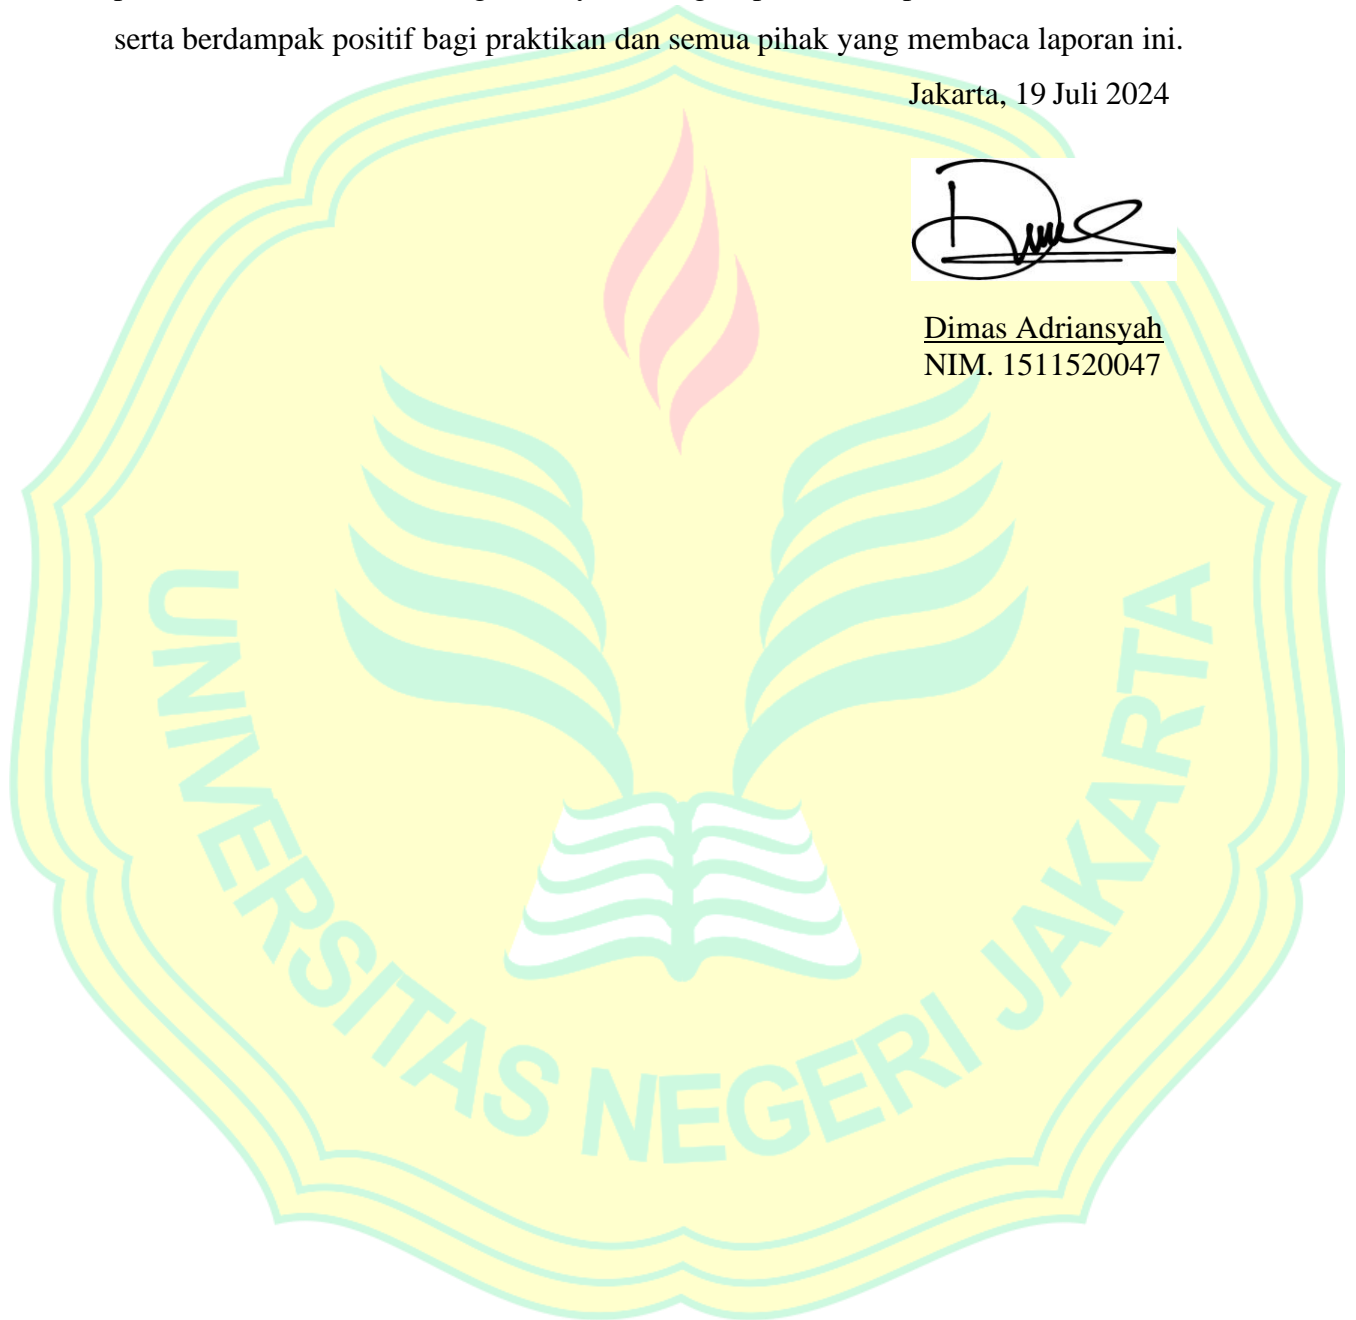 serta berdampak positif bagi praktikan dan semua pihak yang membaca laporan ini.
Jakarta, 19 Juli 2024
Dimas Adriansyah
NIM. 1511520047
UNIVERSITAS NEGERI JAKARTA